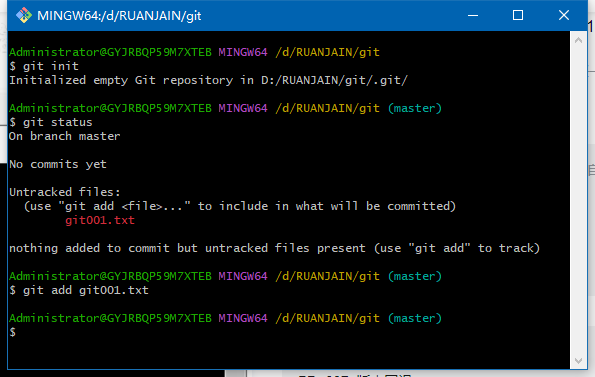 MINGW64:/d/RUANJAIN/git
Administrator@GYJRBQP59M7XTEB MINGW64 /d/RUANJAIN/git
$ git init
Initialized empty Git repository in D:/RUANJAIN/git/.git/
Administrator@GYJRBQP59M7XTEB MINGW64 /d/RUANJAIN/git (master)
$ git status
On branch master
No commits yet
Untracked files:
(use "git add <file>..." to include in what will be committed)
git001.txt
nothing added to commit but untracked files present (use "git add" to track)
Administrator@GYJRBQP59M7XTEB MINGW64 /d/RUANJAIN/git (master)
$ git add git001.txt
Administrator@GYJRBQP59M7XTEB MINGW64 /d/RUANJAIN/git (master)
$